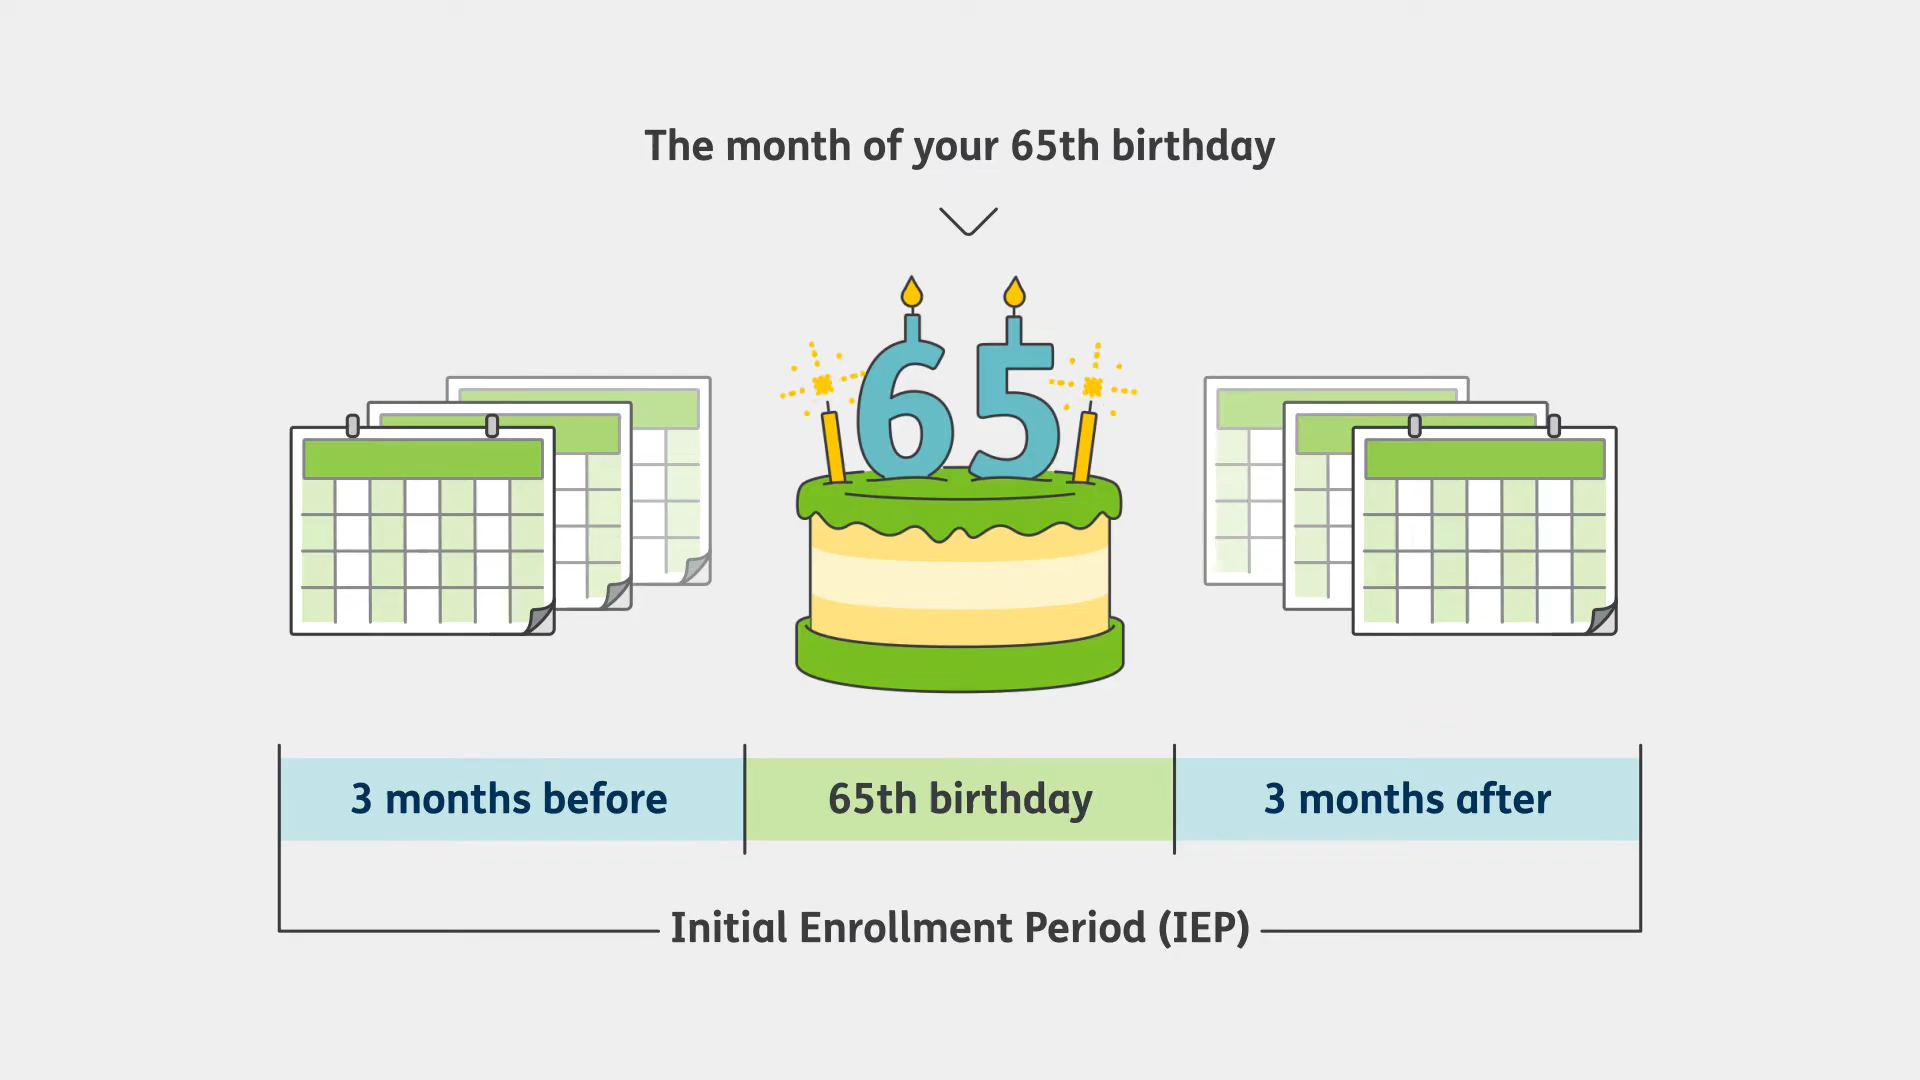 The month of your 65th birthday
65
3 months before
65th birthday
3 months after
Initial Enrollment Period (IEP)